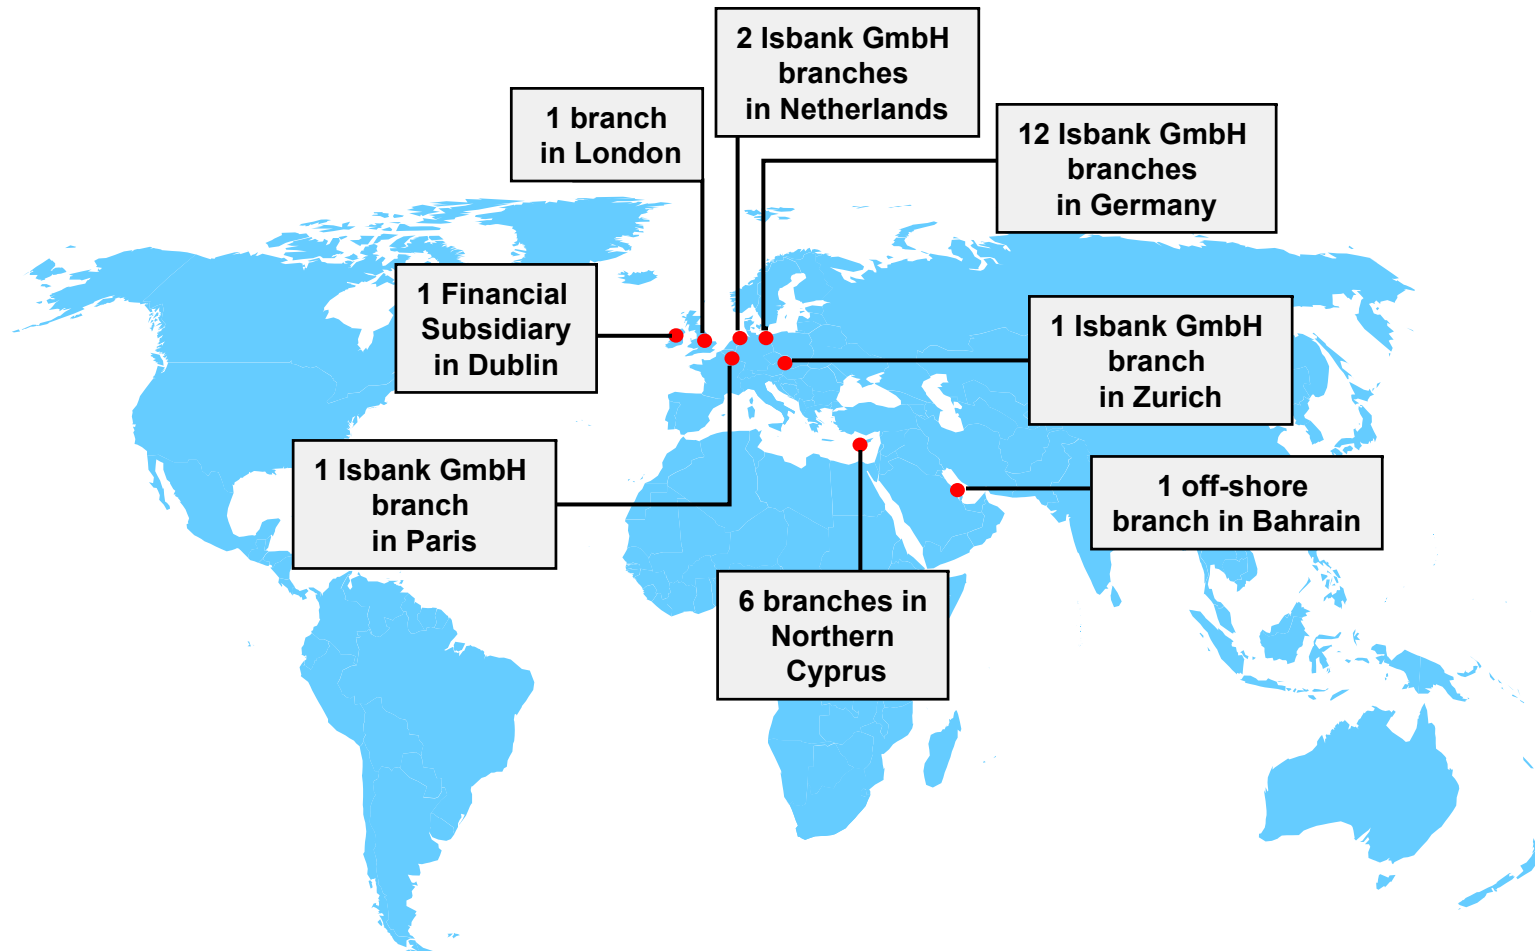 2 Isbank GmbH
branches
in Netherlands
1 branch
in London
12 Isbank GmbH
branches
in Germany
1 Financial
Subsidiary
in Dublin
1 Isbank GmbH
branch
in Zurich
1 Isbank GmbH
branch
in Paris
1 off-shore
branch in Bahrain
6 branches in
Northern
Cyprus